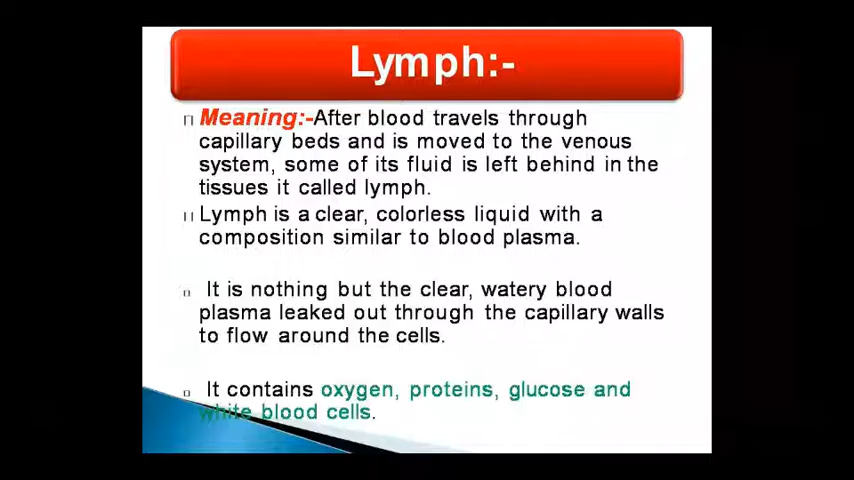 Lymph:-
Meaning:-After blood travels through
capillary beds and is moved to the venous
system, some of its fluid is left behind in the
tissues it called lymph.
Lymph is a clear, colorless liquid with a
composition similar to blood plasma.
It is nothing but the clear, watery blood
plasma leaked out through the capillary walls
to flow around the cells.
It contains oxygen, proteins, glucose and
white blood cells.